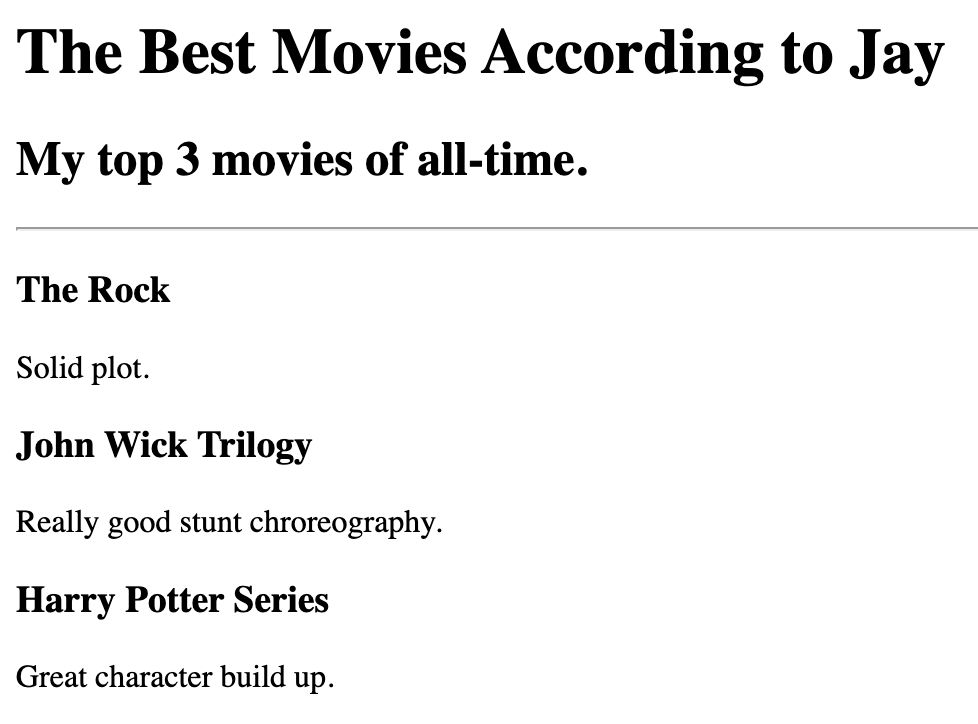 The Best Movies According to Jay
My top 3 movies of all-time.
The Rock
Solid plot.
John Wick Trilogy
Really good stunt chroreography.
Harry Potter Series
Great character build up.